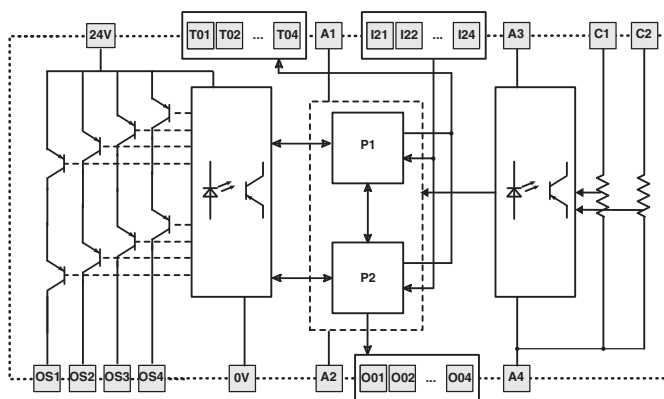 24V T01 T02 ... T04 A1 I21 I22 ... I24 A3 C1 C2
P1
P2
OS1 OS2 OS3 OS4 0V A2 O01 O02 ... O04 A4